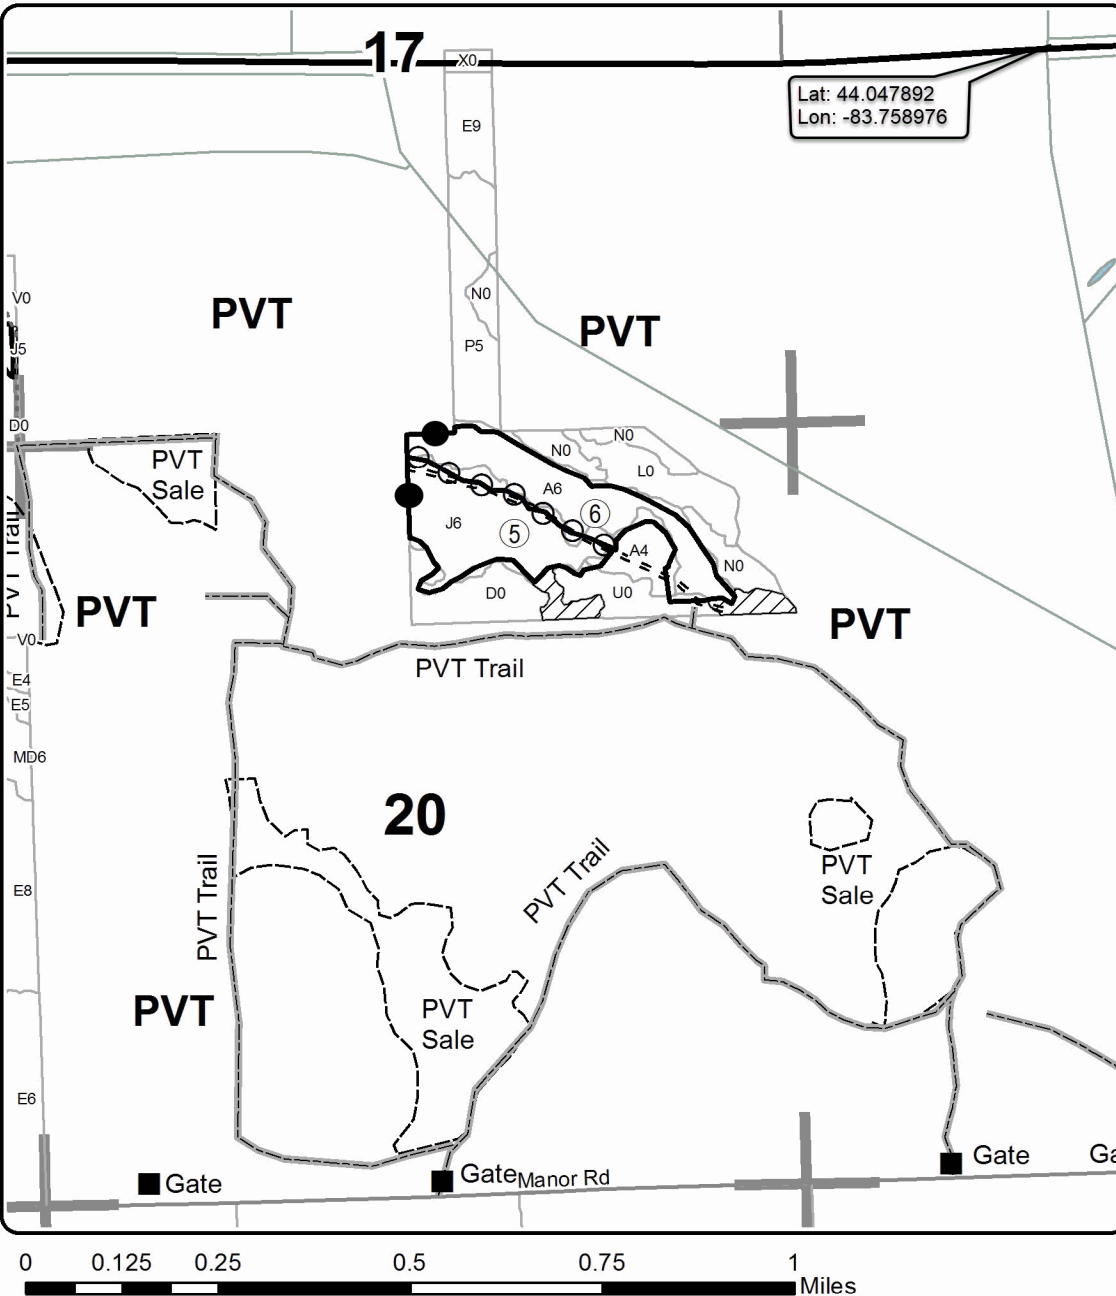 17
X0
Lat: 44.047892
Lon: -83.758976
E9
V0
N0
PVT
PVT
J5
P5
D0
N0
N0
PVT
Sale
L0
A6
6
J6
5
PVT Trail
A4
N0
D0
U0
PVT
PVT
V0
PVT Trail
E4
E5
MD6
20
PVT Trail
PVT Trail
PVT
Sale
E8
PVT
PVT
Sale
E6
Gate
Gate
Manor Rd
Gate
Ga
0
0.125
0.25
0.5
0.75
1
Miles